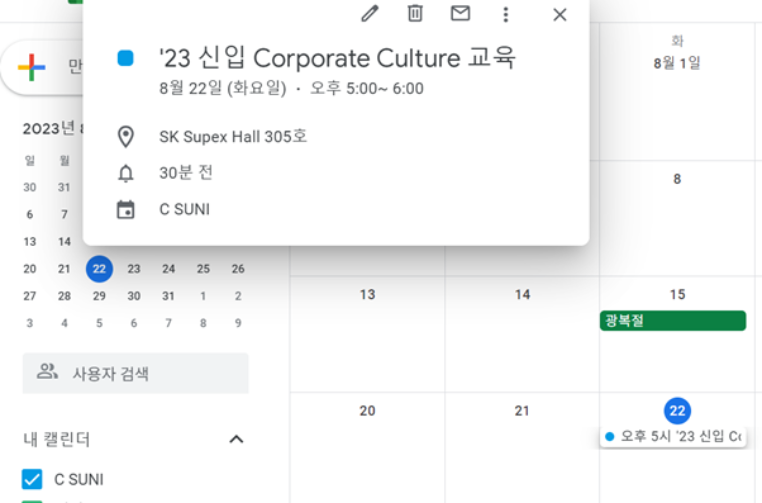 '23 신입 Corporate Culture 교육
8월 22일 (화요일) · 오후 5:00~ 6:00
SK Supex Hall 305호
30분 전
C SUNI
만
2023년
일 월
30 31
6 7
13 14
20 21 22 23 24 25 26
27 28 29 30 31 1 2
3 4 5 6 7 8 9
사용자 검색
내 캘린더
C SUNI
화
8월 1일
8
13 14 15
광복절
20 21 22
오후 5시 '23 신입